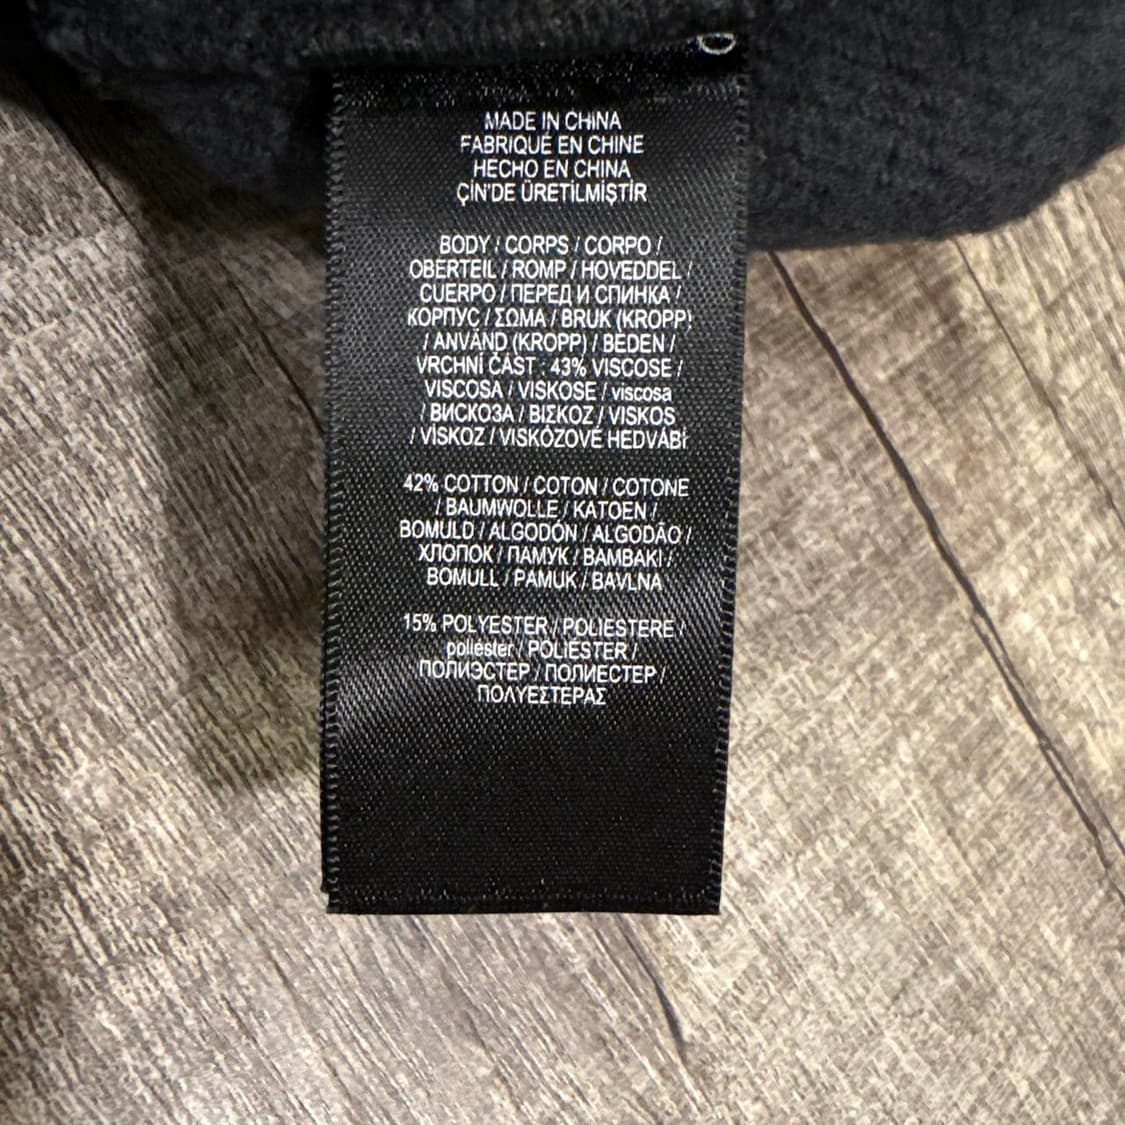 MADE IN CHINA
FABRIQUÉ EN CHINE
HECHO EN CHINA
ÇİN'DE ÜRETİLMİŞTİR
BODY / CORPS / CORPO /
OBERTEIL / ROMP / HOVEDDEL /
CUERPO / ПЕРЕД И СПИНКА /
КОРПУС / ΣΩΜΑ / BRUK (KROPP)
/ ANVÄND (KROPP) / BEDEN /
VRCHNÍ ČÁST : 43% VISCOSE /
VISCOSA / VISKOSE / viscosa
/ ВИСКОЗА / ΒΙΣΚΟΖ / VISKOS
/ VİSKOZ / VISKÓZOVÉ HEDVÁBÍ
42% COTTON / COTON / COTONE
/ BAUMWOLLE / KATOEN /
BOMULD / ALGODÓN / ALGODÃO /
ХЛОПОК / ПАМУК / ΒΑΜΒΑΚΙ /
BOMULL / PAMUK / BAVLNA
15% POLYESTER / POLIESTERE /
poliéster / POLIÉSTER /
ПОЛИЭСТЕР / ПОЛИЕСТЕР /
ΠΟΛΥΕΣΤΕΡΑΣ